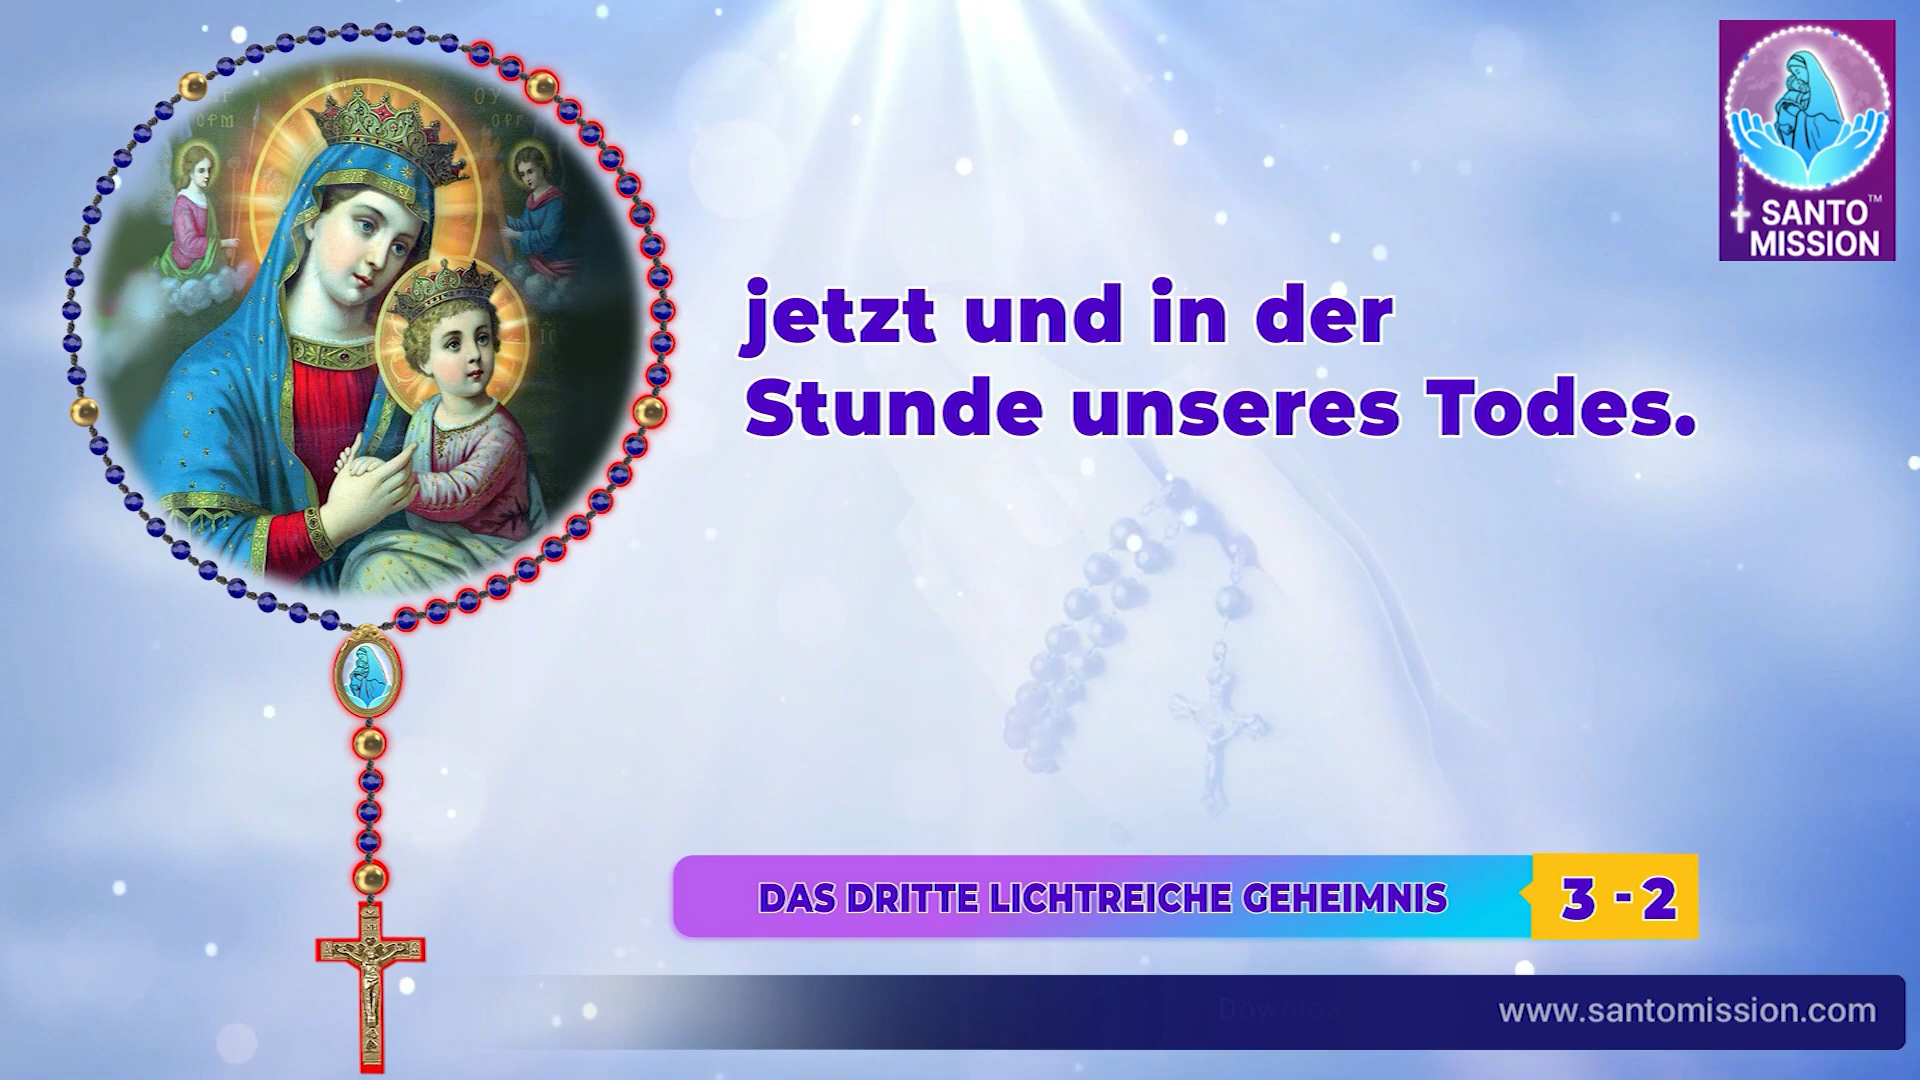 SANTO™
MISSION
jetzt und in der
Stunde unseres Todes.
DAS DRITTE LICHTREICHE GEHEIMNIS
3 - 2
www.santomission.com